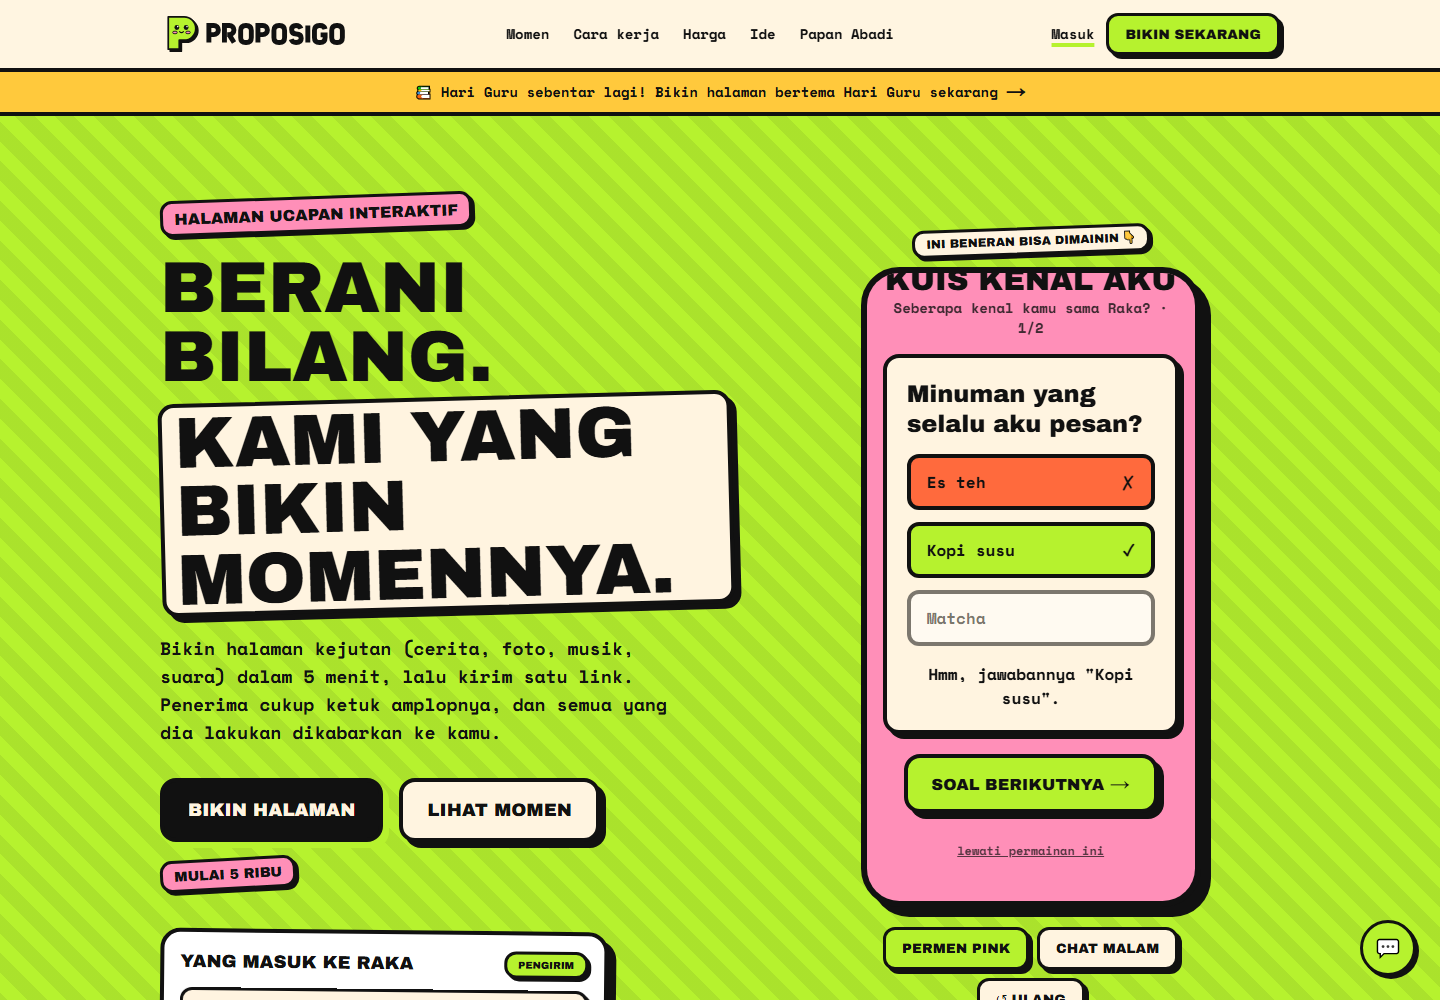 PROPOSIGO
Momen
Cara kerja
Harga
Ide
Papan Abadi
Masuk
BIKIN SEKARANG
Hari Guru sebentar lagi! Bikin halaman bertema Hari Guru sekarang →
HALAMAN UCAPAN INTERAKTIF
BERANI
BILANG.
KAMI YANG
BIKIN
MOMENNYA.
Bikin halaman kejutan (cerita, foto, musik,
suara) dalam 5 menit, lalu kirim satu link.
Penerima cukup ketuk amplopnya, dan semua yang
dia lakukan dikabarkan ke kamu.
BIKIN HALAMAN
LIHAT MOMEN
MULAI 5 RIBU
YANG MASUK KE RAKA
PENGIRIM
INI BENERAN BISA DIMAININ 👇
KUIS KENAL AKU
Seberapa kenal kamu sama Raka? ·
1/2
Minuman yang
selalu aku pesan?
Es teh ✗
Kopi susu ✓
Matcha
Hmm, jawabannya "Kopi
susu".
SOAL BERIKUTNYA →
lewati permainan ini
PERMEN PINK
CHAT MALAM
↺ ULANG